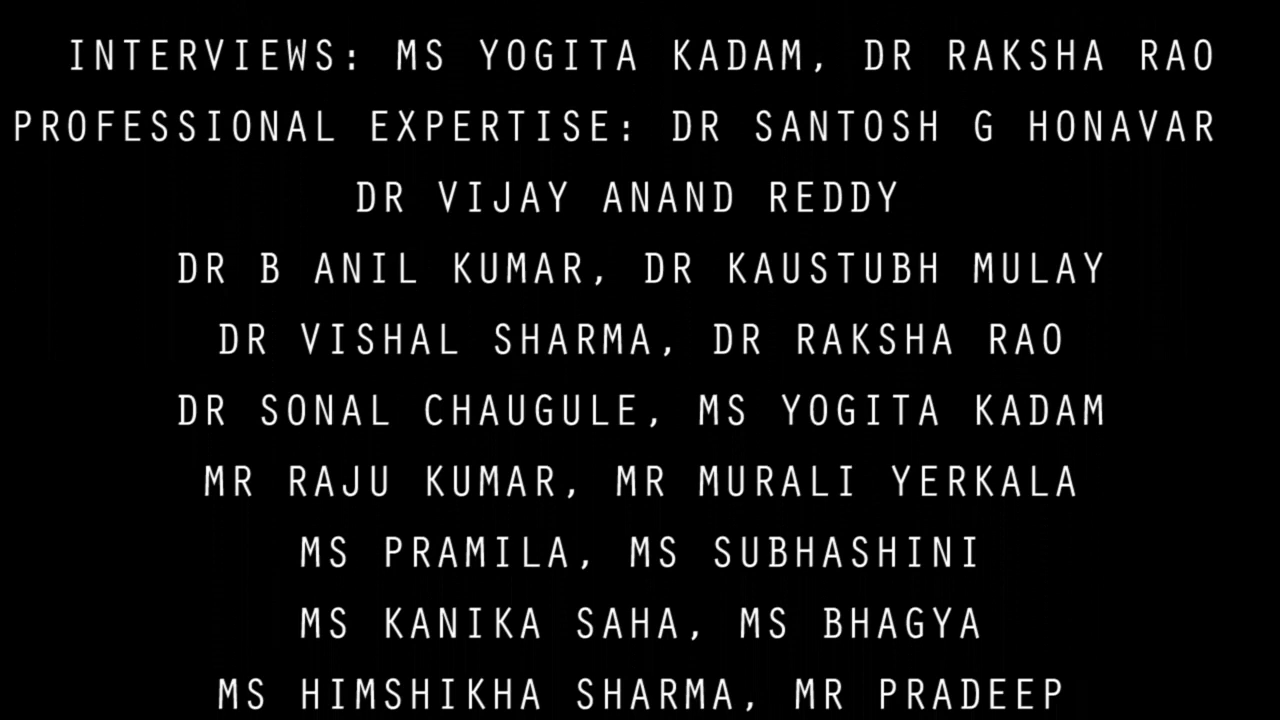 INTERVIEWS: MS YOGITA KADAM, DR RAKSHA RAO
PROFESSIONAL EXPERTISE: DR SANTOSH G HONAVAR
DR VIJAY ANAND REDDY
DR B ANIL KUMAR, DR KAUSTUBH MULAY
DR VISHAL SHARMA, DR RAKSHA RAO
DR SONAL CHAUGULE, MS YOGITA KADAM
MR RAJU KUMAR, MR MURALI YERKALA
MS PRAMILA, MS SUBHASHINI
MS KANIKA SAHA, MS BHAGYA
MS HIMSHIKHA SHARMA, MR PRADEEP